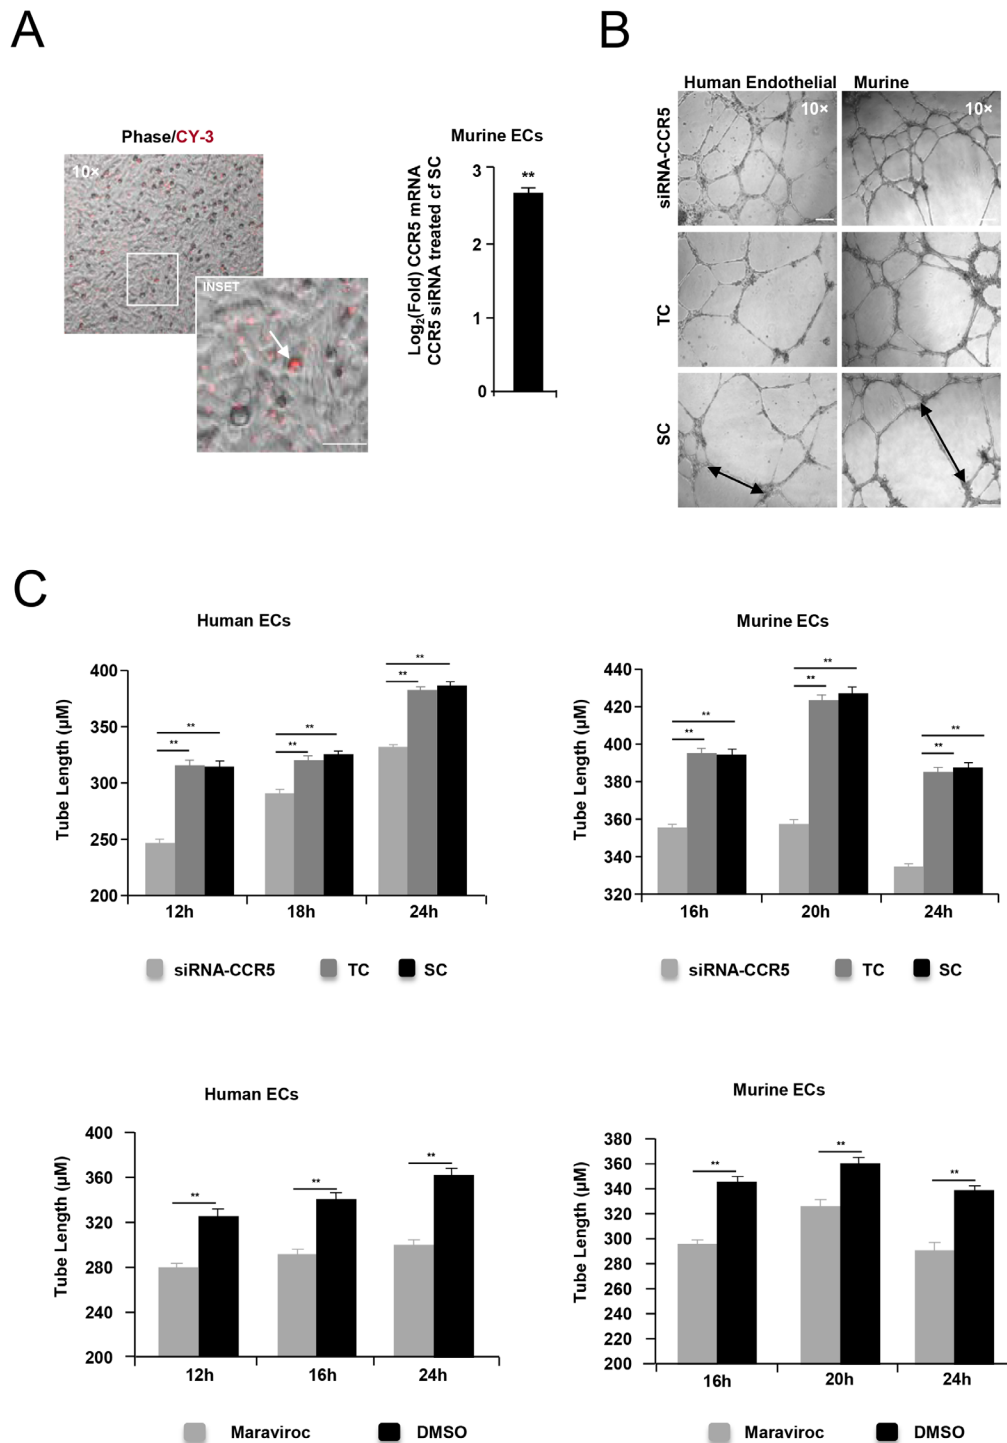 A
B
Human Endothelial Murine
Phase/CY-3
10×
INSET
Murine ECs
Log2(Fold) CCR5 mRNA
CCR5 siRNA treated cf SC
3
2
1
0
**
10×
10×
siRNA-CCR5
TC
SC
C
Human ECs
Tube Length (µM)
400
350
300
250
200
** ** ** ** ** **
12h 18h 24h
siRNA-CCR5 TC SC
Murine ECs
Tube Length (µM)
440
420
400
380
360
340
320
** ** ** ** ** **
16h 20h 24h
siRNA-CCR5 TC SC
Human ECs
Tube Length (µM)
400
360
320
280
240
200
** ** **
12h 16h 24h
Maraviroc DMSO
Murine ECs
Tube Length (µM)
380
360
340
320
300
280
260
240
220
200
** ** **
16h 20h 24h
Maraviroc DMSO